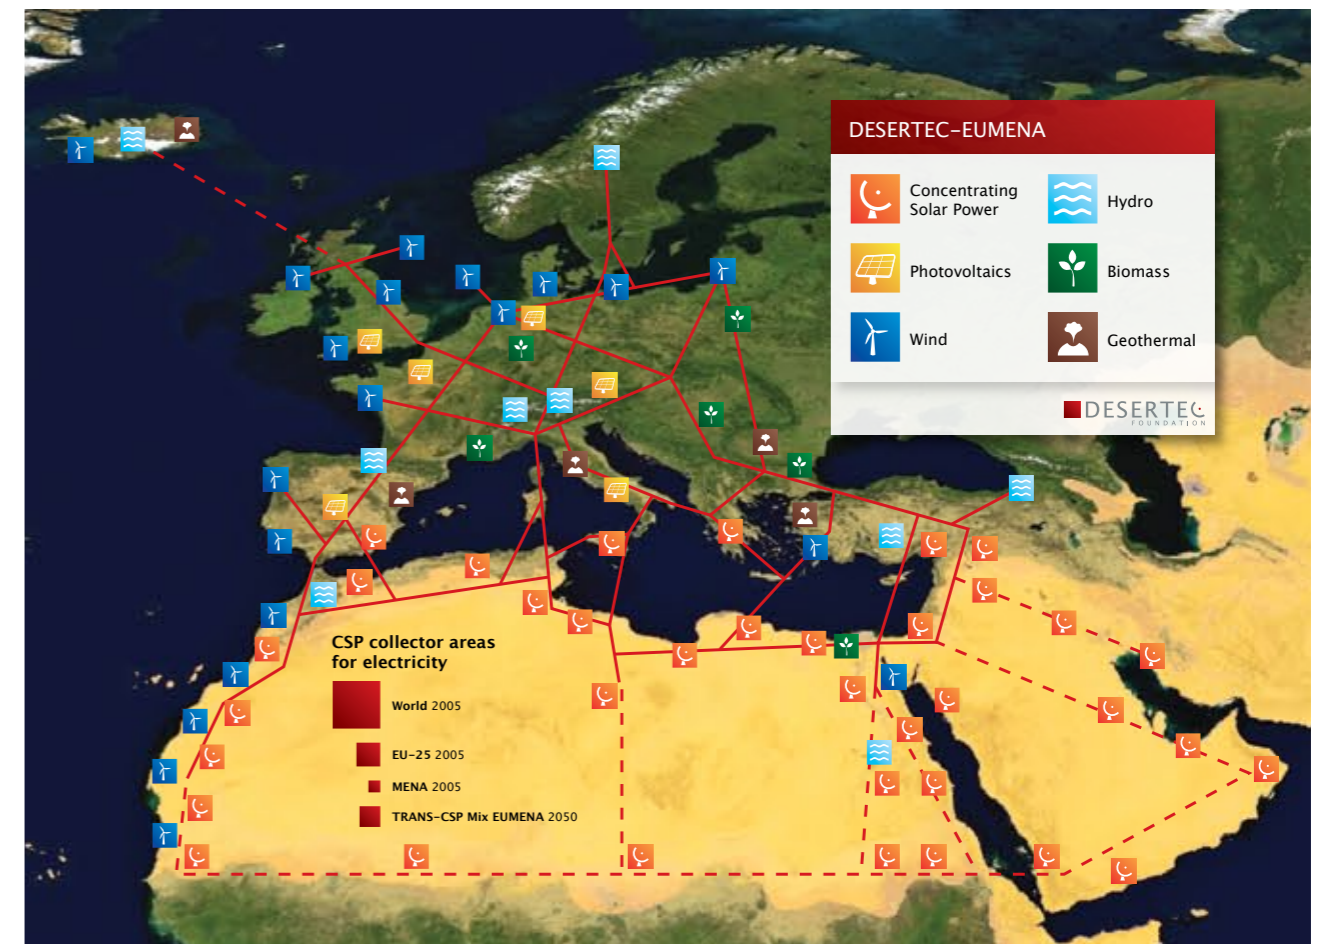 DESERTEC–EUMENA
Concentrating
Solar Power
Hydro
Photovoltaics
Biomass
Wind
Geothermal
DESERTEC
FOUNDATION
CSP collector areas
for electricity
World 2005
EU–25 2005
MENA 2005
TRANS–CSP Mix EUMENA 2050